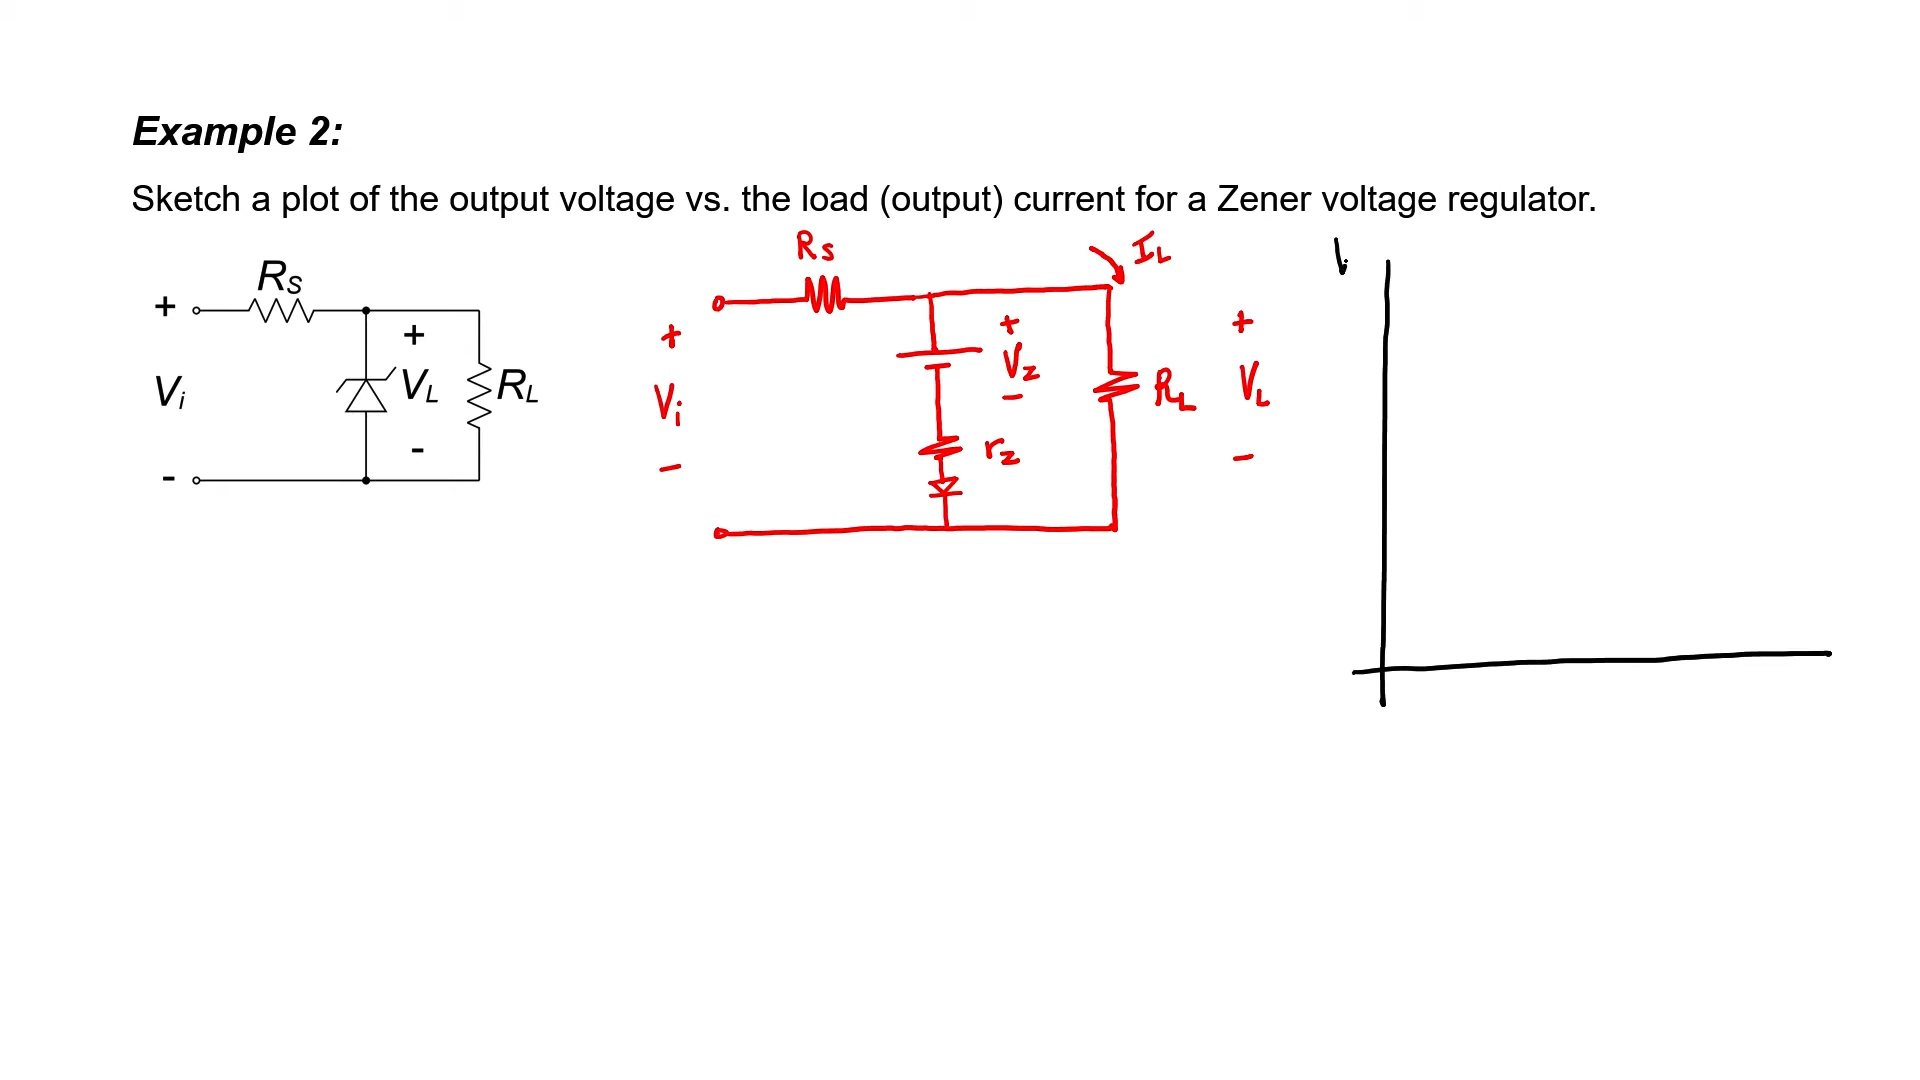 Example 2:
Sketch a plot of the output voltage vs. the load (output) current for a Zener voltage regulator.
+
RS
Vi
-
+
VL
-
RL
RS
IL
+
Vi
-
+
Vz
-
rz
RL
+
VL
-